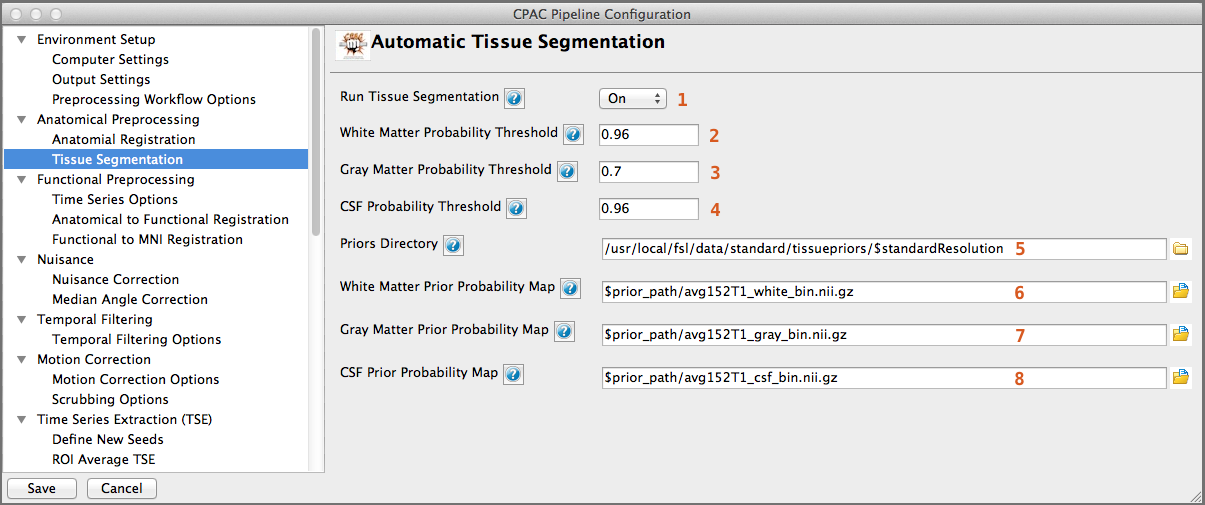 CPAC Pipeline Configuration
Environment Setup
Computer Settings
Output Settings
Preprocessing Workflow Options
Anatomical Preprocessing
Anatomial Registration
Tissue Segmentation
Functional Preprocessing
Time Series Options
Anatomical to Functional Registration
Functional to MNI Registration
Nuisance
Nuisance Correction
Median Angle Correction
Temporal Filtering
Temporal Filtering Options
Motion Correction
Motion Correction Options
Scrubbing Options
Time Series Extraction (TSE)
Define New Seeds
ROI Average TSE
Save Cancel
Automatic Tissue Segmentation
Run Tissue Segmentation ? On 1
White Matter Probability Threshold ? 0.96 2
Gray Matter Probability Threshold ? 0.7 3
CSF Probability Threshold ? 0.96 4
Priors Directory ? /usr/local/fsl/data/standard/tissuepriors/$standardResolution 5
White Matter Prior Probability Map ? $prior_path/avg152T1_white_bin.nii.gz 6
Gray Matter Prior Probability Map ? $prior_path/avg152T1_gray_bin.nii.gz 7
CSF Prior Probability Map ? $prior_path/avg152T1_csf_bin.nii.gz 8